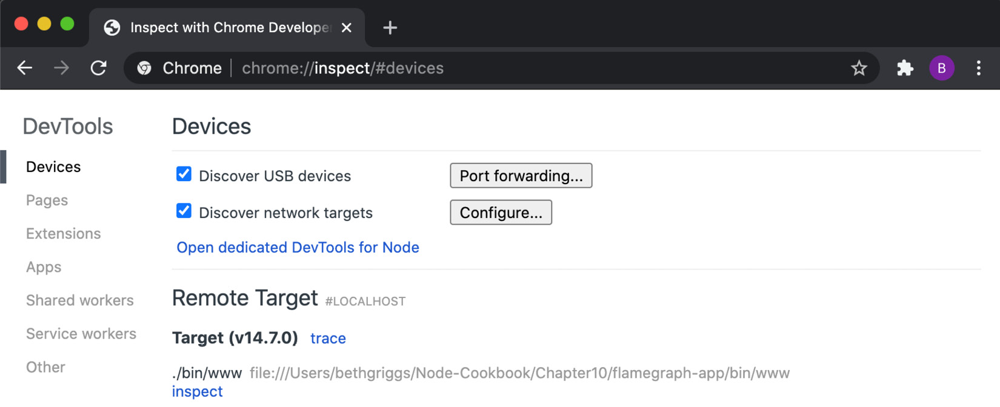 Inspect with Chrome Developer
Chrome chrome://inspect/#devices
B
DevTools
Devices
Pages
Extensions
Apps
Shared workers
Service workers
Other
Devices
Discover USB devices Port forwarding...
Discover network targets Configure...
Open dedicated DevTools for Node
Remote Target #LOCALHOST
Target (v14.7.0) trace
./bin/www file:///Users/bethgriggs/Node-Cookbook/Chapter10/flamegraph-app/bin/www
inspect